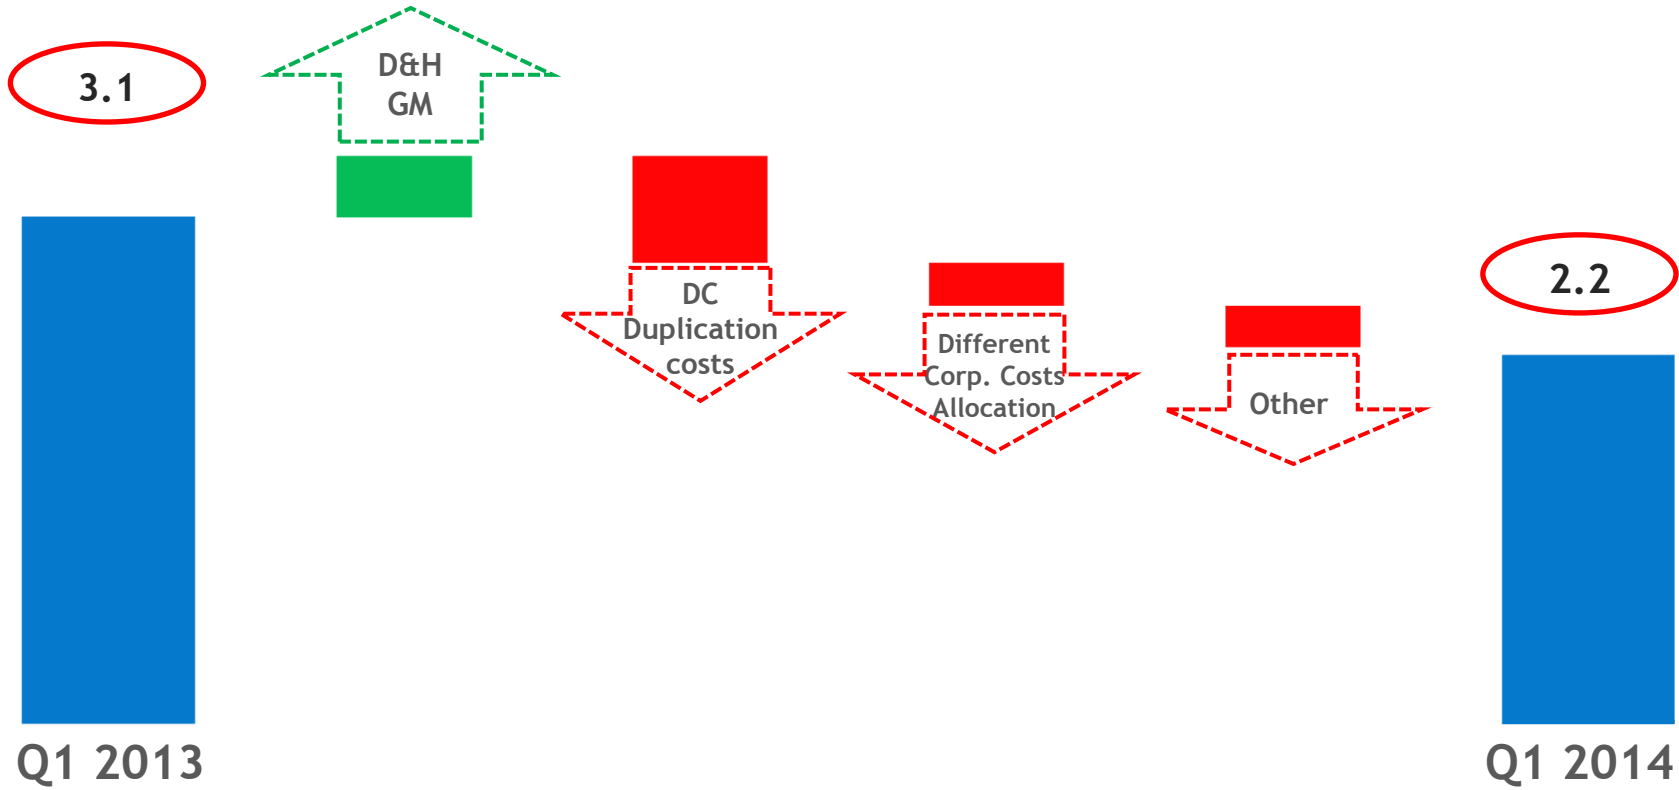 3.1
D&H
GM
DC
Duplication
costs
Different
Corp. Costs
Allocation
Other
2.2
Q1 2013
Q1 2014